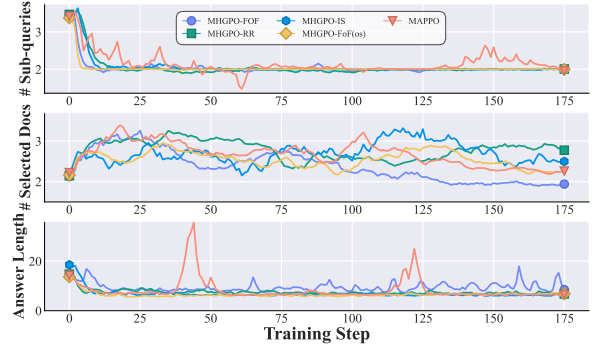 # Sub-queries
3
2
MHGPO-FOF
MHGPO-IS
MAPPO
MHGPO-RR
MHGPO-FoF(os)
0 25 50 75 100 125 150 175
# Selected Docs
3
2
0 25 50 75 100 125 150 175
Answer Length
20
0
0 25 50 75 100 125 150 175
Training Step